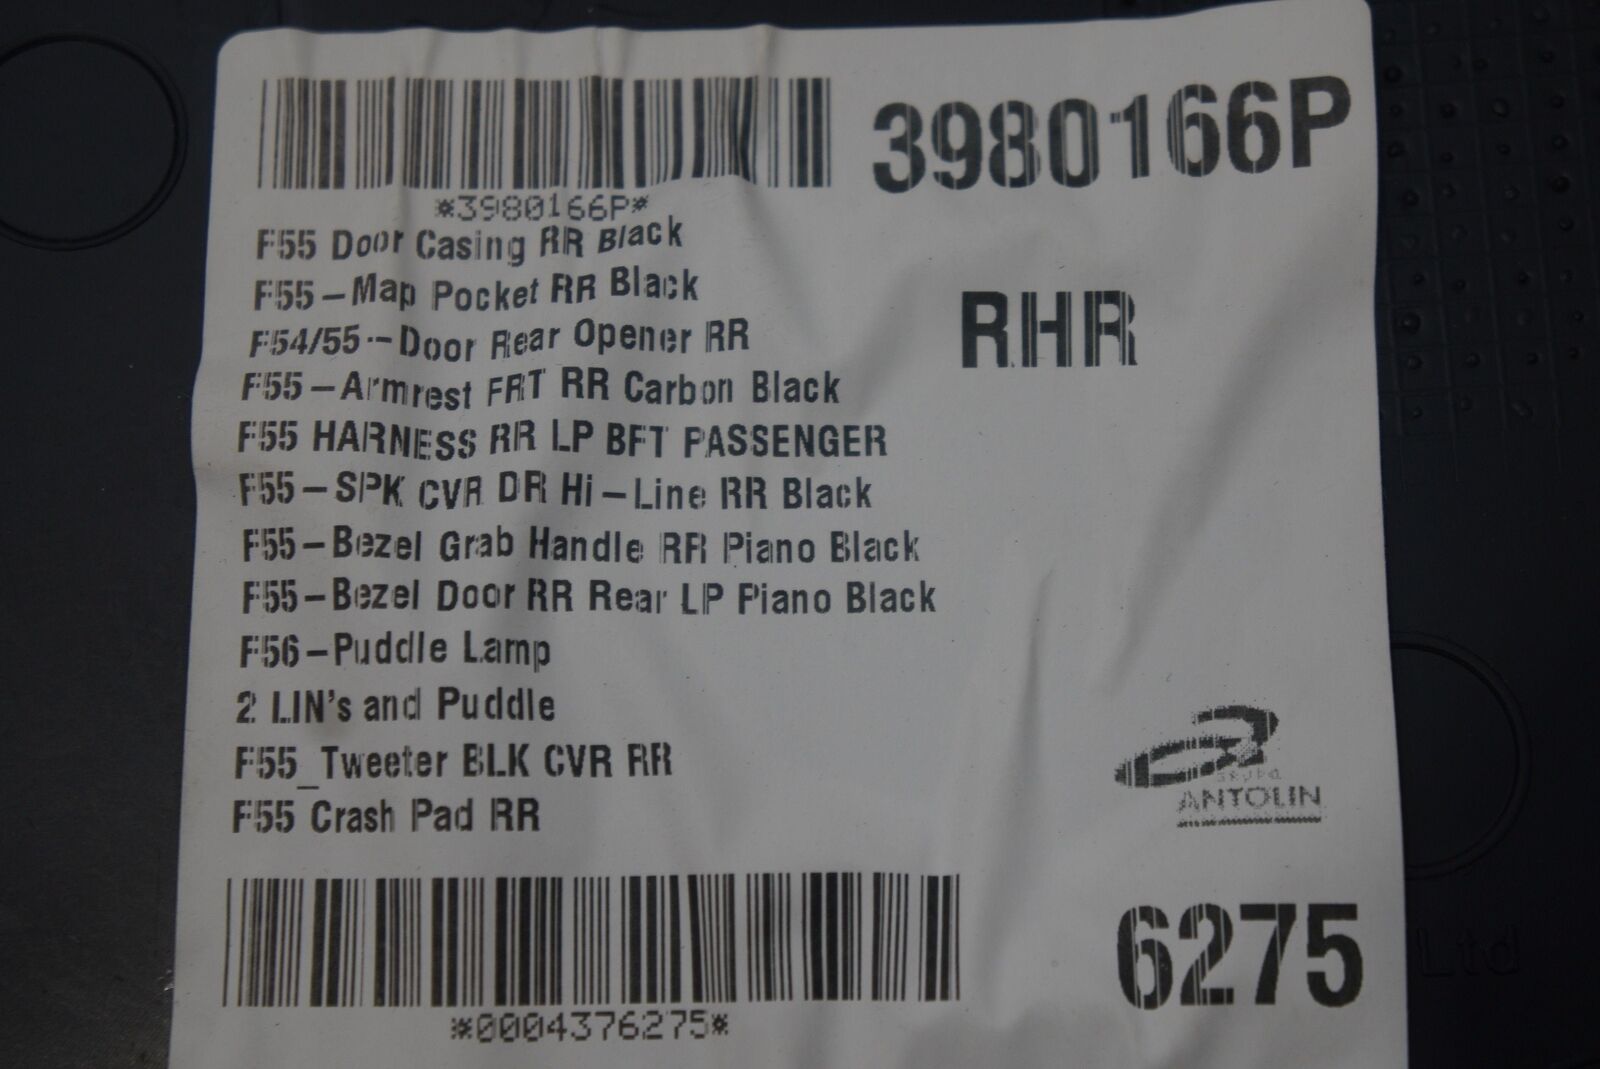 3980166P
*3980166P*
F55 Door Casing RR Black
F55-Map Pocket RR Black
RHR
F54/55--Door Rear Opener RR
F55-Armrest FRT RR Carbon Black
F55 HARNESS RR LP BFT PASSENGER
F55-SPK CVR DR Hi-Line RR Black
F55-Bezel Grab Handle RR Piano Black
F55-Bezel Door RR Rear LP Piano Black
F56-Puddle Lamp
2 LIN's and Puddle
F55_Tweeter BLK CVR RR
F55 Crash Pad RR
GRUPO
ANTOLIN
6275
*0004376275*
Ltd